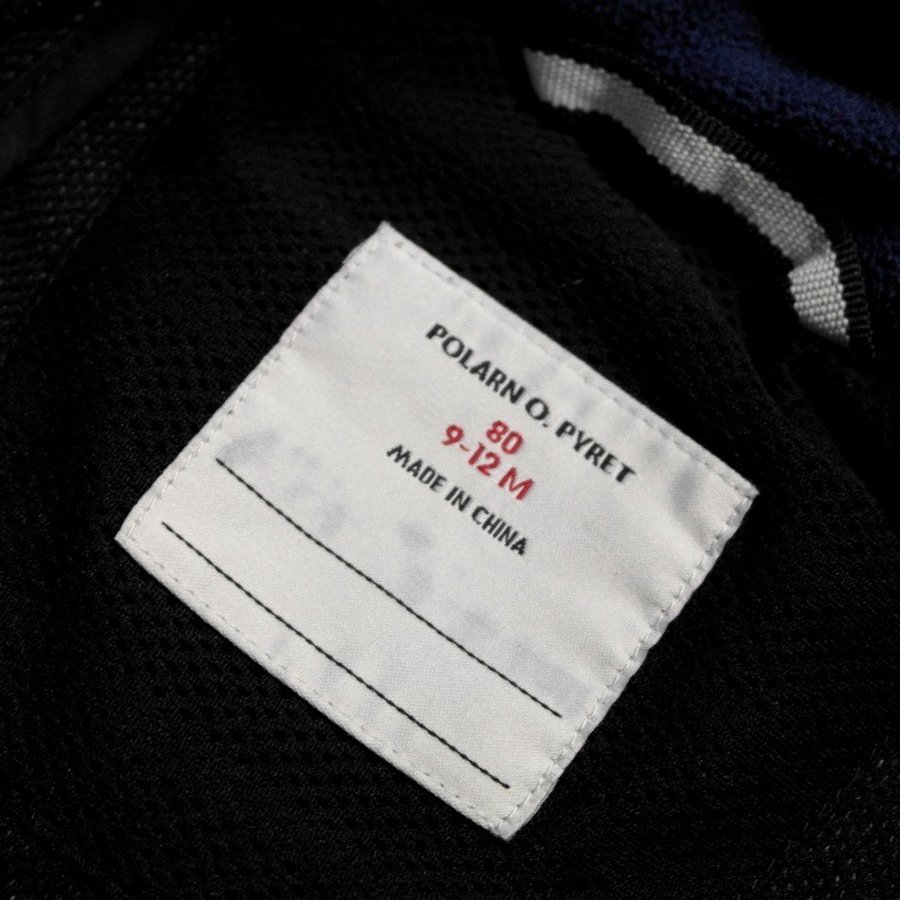 POLARN O. PYRET
80
9-12 M
MADE IN CHINA